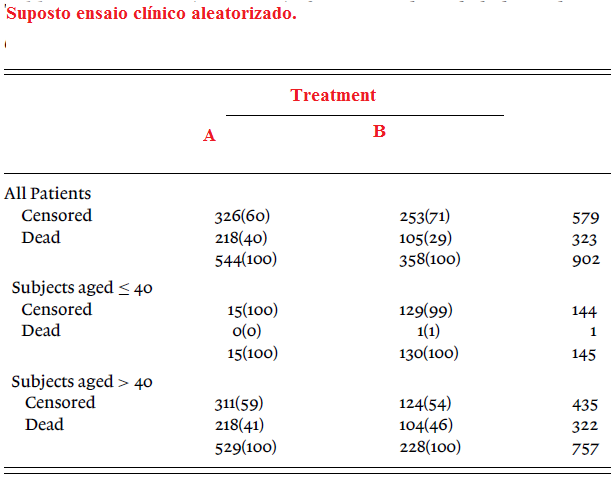 Suposto ensaio clínico aleatorizado.
Treatment
A B
All Patients
Censored 326(60) 253(71) 579
Dead 218(40) 105(29) 323
544(100) 358(100) 902
Subjects aged ≤ 40
Censored 15(100) 129(99) 144
Dead 0(0) 1(1) 1
15(100) 130(100) 145
Subjects aged > 40
Censored 311(59) 124(54) 435
Dead 218(41) 104(46) 322
529(100) 228(100) 757